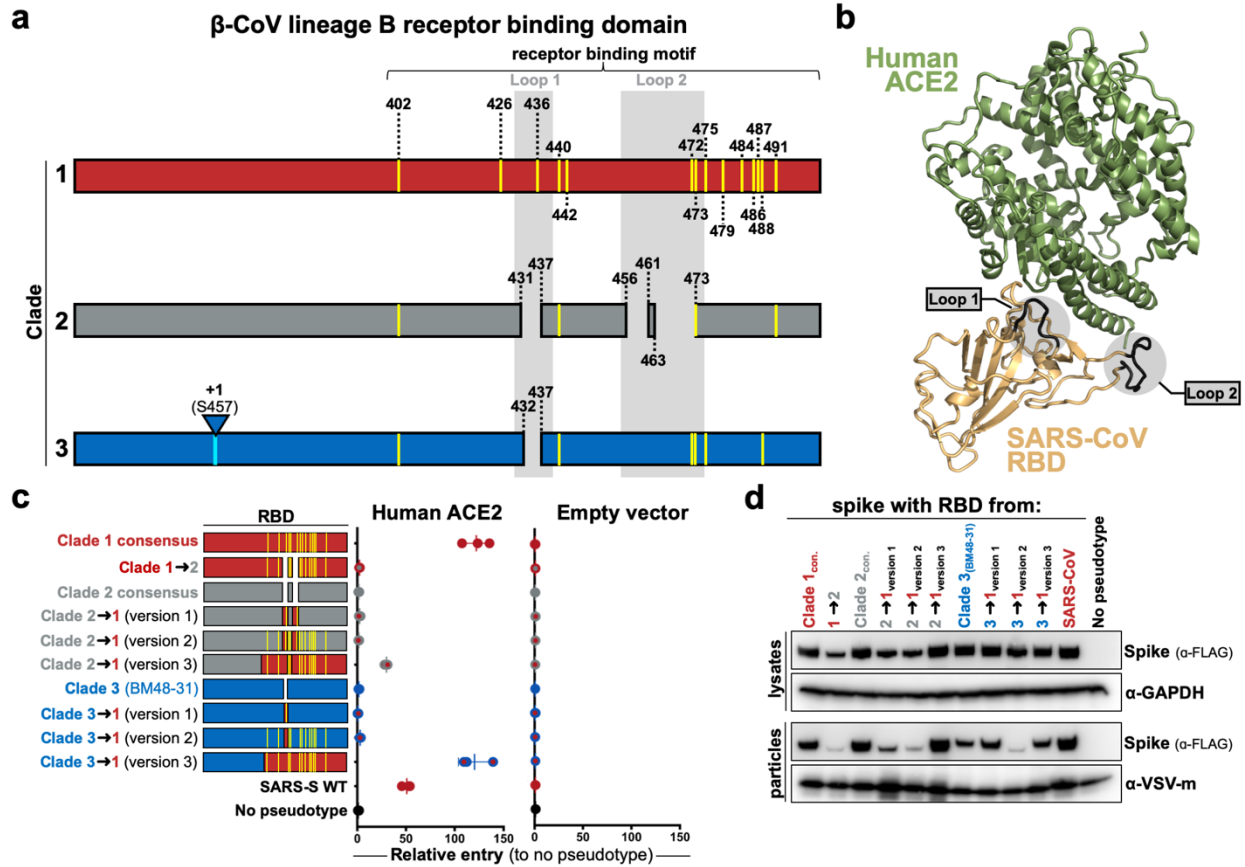 a
β-CoV lineage B receptor binding domain
receptor binding motif
Loop 1
Loop 2
402
426
436
440
442
472
473
475
479
484
486
487
488
491
Clade
1
431
437
456
461
463
473
2
+1
(S457)
432
437
3
b
Human
ACE2
Loop 1
Loop 2
SARS-CoV
RBD
c
RBD
Human ACE2
Empty vector
Clade 1 consensus
Clade 1→2
Clade 2 consensus
Clade 2→1 (version 1)
Clade 2→1 (version 2)
Clade 2→1 (version 3)
Clade 3 (BM48-31)
Clade 3→1 (version 1)
Clade 3→1 (version 2)
Clade 3→1 (version 3)
SARS-S WT
No pseudotype
0 50 100 150
0 50 100 150
Relative entry (to no pseudotype)
d
spike with RBD from:
Clade 1con.
1→2
Clade 2con.
2→1version 1
2→1version 2
2→1version 3
Clade 3(BM48-31)
3→1version 1
3→1version 2
3→1version 3
SARS-CoV
No pseudotype
lysates
Spike (α-FLAG)
α-GAPDH
particles
Spike (α-FLAG)
α-VSV-m